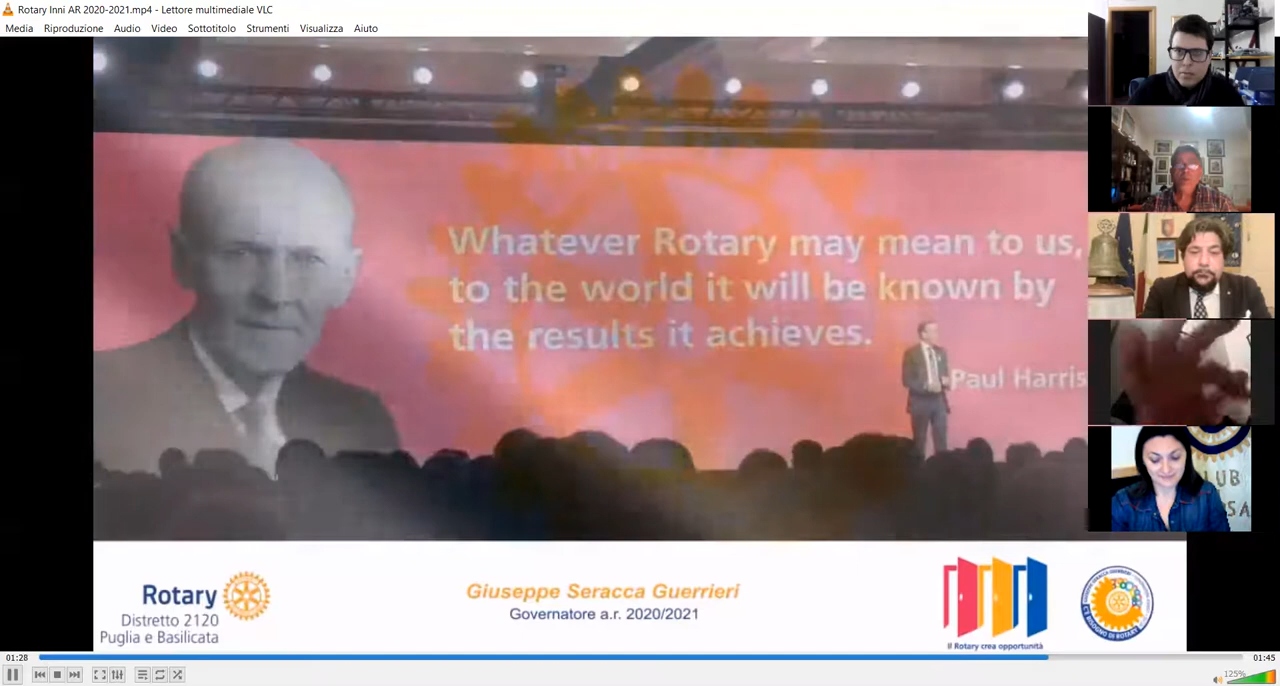 Rotary Inni AR 2020-2021.mp4 - Lettore multimediale VLC
Media Riproduzione Audio Video Sottotitolo Strumenti Visualizza Aiuto
Whatever Rotary may mean to us,
to the world it will be known by
the results it achieves.
Paul Harris
Rotary
Distretto 2120
Puglia e Basilicata
Giuseppe Seracca Guerrieri
Governatore a.r. 2020/2021
Il Rotary crea opportunità
01:28
01:45
125%